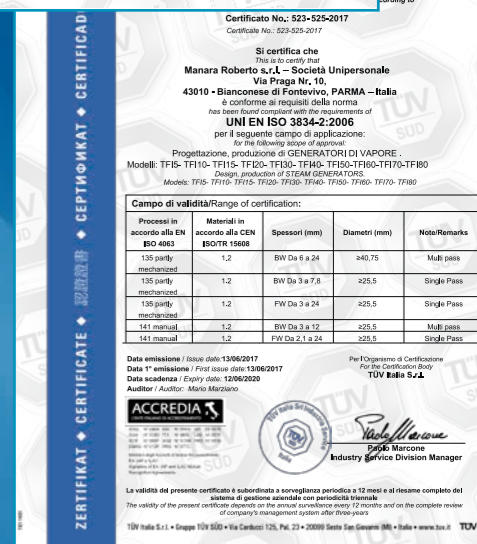 Certificato No.: 523-525-2017
Certificate No.: 523-525-2017
Si certifica che
This is to certify that
Manara Roberto s.r.l. – Società Unipersonale
Via Praga Nr. 10,
43010 - Bianconese di Fontevivo, PARMA – Italia
è conforme ai requisiti della norma
has been found compliant with the requirements of
UNI EN ISO 3834-2:2006
per il seguente campo di applicazione:
for the following scope of approval:
Progettazione, produzione di GENERATORI DI VAPORE .
Modelli: TFI5- TFI10- TFI15- TFI20- TFI30- TFI40- TFI50-TFI60-TFI70-TFI80
Design, production of STEAM GENERATORS.
Models: TFI5- TFI10- TFI15- TFI20- TFI30- TFI40- TFI50- TFI60- TFI70- TFI80
Campo di validità/Range of certification:
Processi in accordo alla EN ISO 4063 Materiali in accordo alla CEN ISO/TR 15608 Spessori (mm) Diametri (mm) Note/Remarks
135 partly mechanized 1.2 BW Da 6 a 24 ≥40,75 Multi pass
135 partly mechanized 1.2 BW Da 3 a 7,8 ≥25,5 Single Pass
135 partly mechanized 1.2 FW Da 3 a 24 ≥25,5 Single Pass
141 manual 1.2 BW Da 3 a 12 ≥25,5 Multi pass
141 manual 1.2 FW Da 2,1 a 24 ≥25,5 Single Pass
Data emissione / Issue date:13/06/2017
Data 1° emissione / First issue date:13/06/2017
Data scadenza / Expiry date: 12/06/2020
Auditor / Auditor: Mario Marziano
Per l'Organismo di Certificazione
For the Certification Body
TÜV Italia S.r.l.
ACCREDIA
Paolo Marcone
Industry Service Division Manager
La validità del presente certificato è subordinata a sorveglianza periodica a 12 mesi e al riesame completo del
sistema di gestione aziendale con periodicità triennale
The validity of the present certificate depends on the annual surveillance every 12 months and on the complete review
of company's management system after three-years
TÜV Italia S.r.l. • Gruppo TÜV SÜD • Via Carducci 125, Pal. 23 • 20099 Sesto San Giovanni (MI) • Italia • www.tuv.it TÜV
ZERTIFIKAT ◆ CERTIFICATE ◆ 認證證書 ◆ СЕРТИФИКАТ ◆ CERTIFICAD